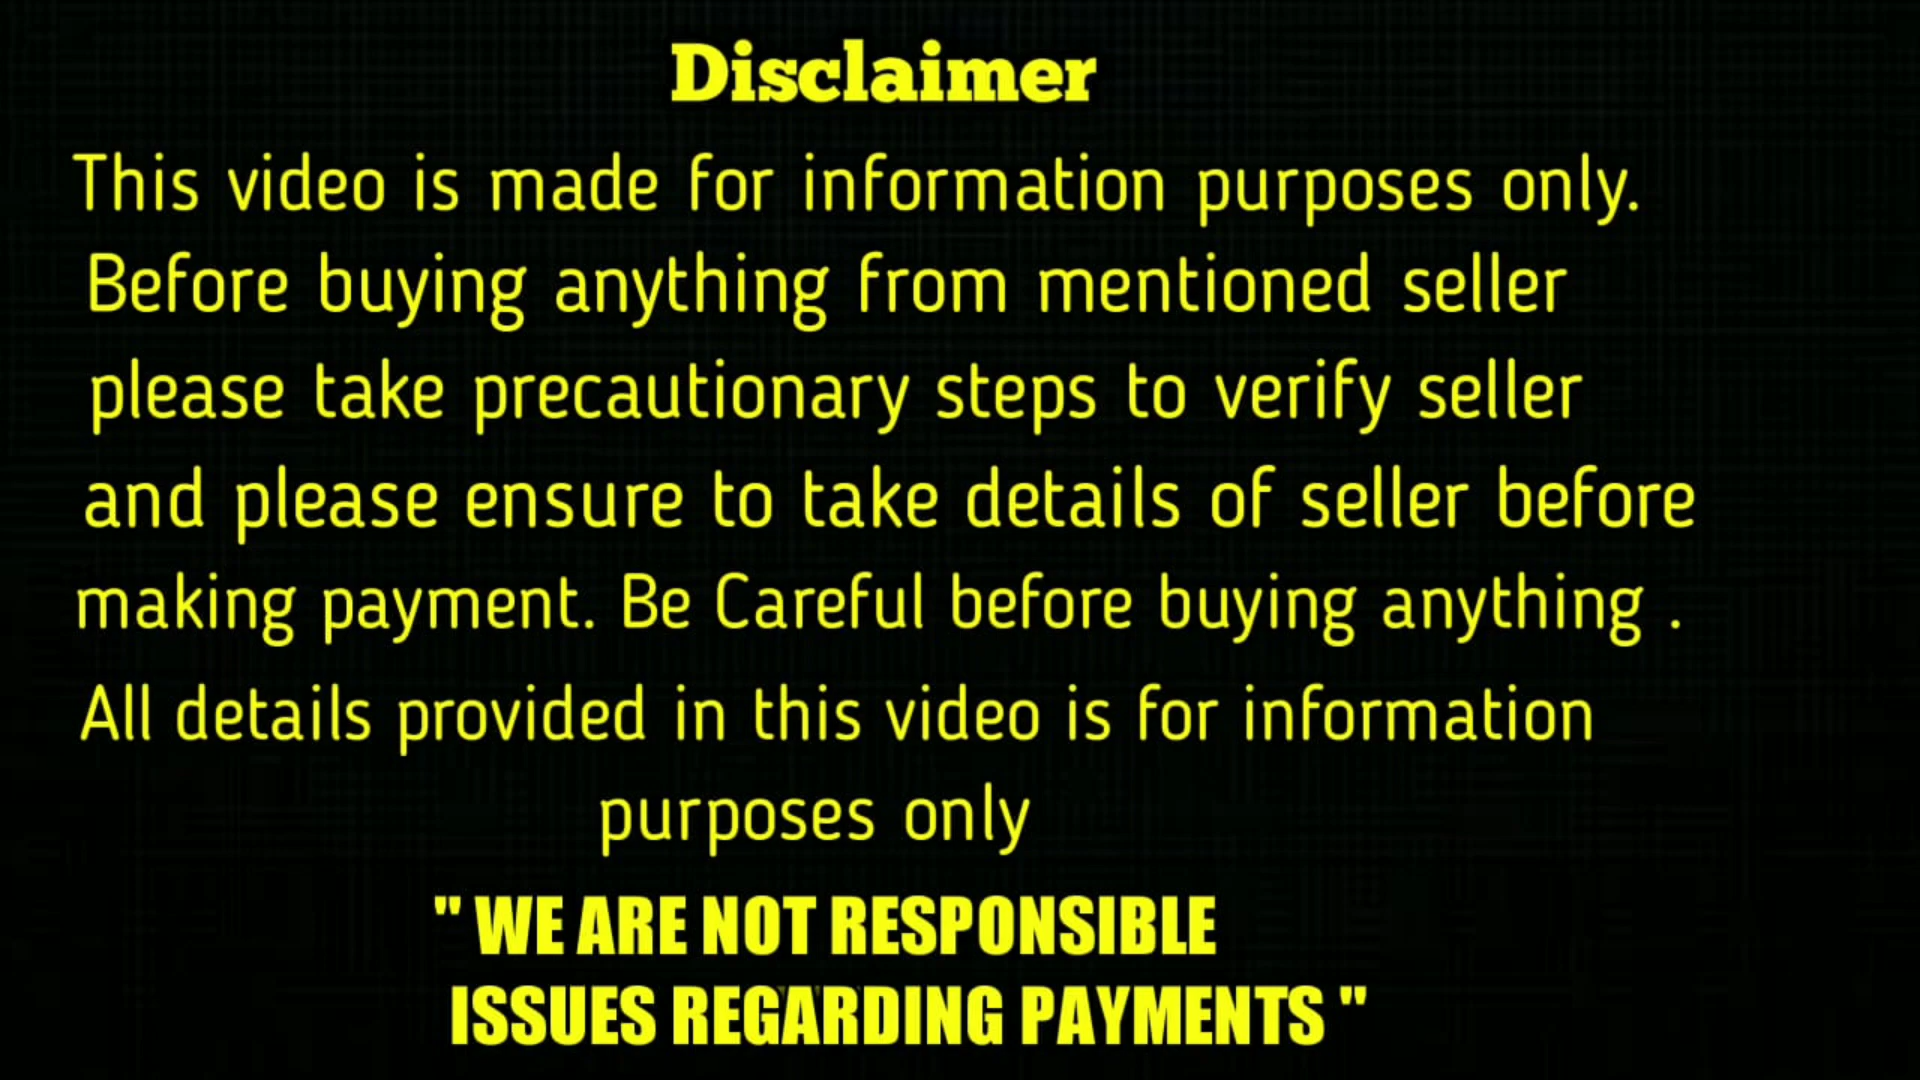 Disclaimer
This video is made for information purposes only.
Before buying anything from mentioned seller
please take precautionary steps to verify seller
and please ensure to take details of seller before
making payment. Be Careful before buying anything .
All details provided in this video is for information
purposes only
" WE ARE NOT RESPONSIBLE
ISSUES REGARDING PAYMENTS "